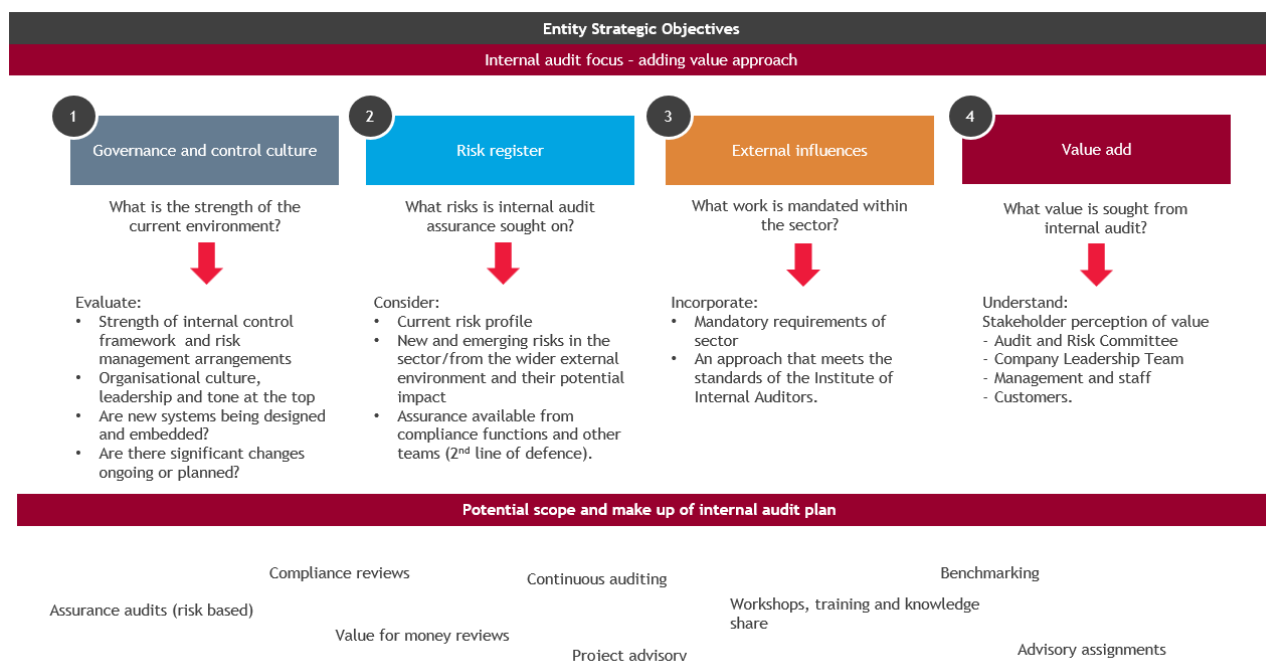 Entity Strategic Objectives
Internal audit focus - adding value approach
1
Governance and control culture
What is the strength of the
current environment?
Evaluate:
• Strength of internal control
framework and risk
management arrangements
• Organisational culture,
leadership and tone at the top
• Are new systems being designed
and embedded?
• Are there significant changes
ongoing or planned?
2
Risk register
What risks is internal audit
assurance sought on?
Consider:
• Current risk profile
• New and emerging risks in the
sector/from the wider external
environment and their potential
impact
• Assurance available from
compliance functions and other
teams (2nd line of defence).
3
External influences
What work is mandated within
the sector?
Incorporate:
• Mandatory requirements of
sector
• An approach that meets the
standards of the Institute of
Internal Auditors.
4
Value add
What value is sought from
internal audit?
Understand:
Stakeholder perception of value
- Audit and Risk Committee
- Company Leadership Team
- Management and staff
- Customers.
Potential scope and make up of internal audit plan
Compliance reviews
Continuous auditing
Benchmarking
Assurance audits (risk based)
Workshops, training and knowledge
share
Value for money reviews
Project advisory
Advisory assignments